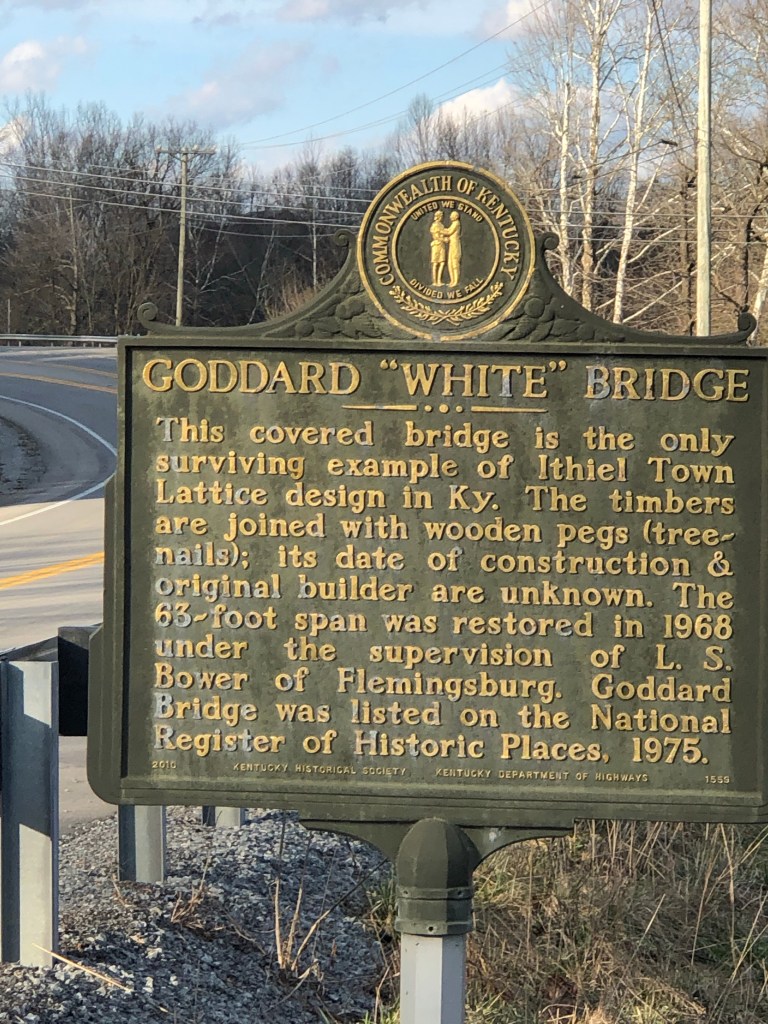 COMMONWEALTH OF KENTUCKY
UNITED WE STAND
DIVIDED WE FALL
GODDARD "WHITE" BRIDGE
This covered bridge is the only
surviving example of Ithiel Town
Lattice design in Ky. The timbers
are joined with wooden pegs (tree-
nails); its date of construction &
original builder are unknown. The
63-foot span was restored in 1968
under the supervision of L. S.
Bower of Flemingsburg. Goddard
Bridge was listed on the National
Register of Historic Places, 1975.
2010 KENTUCKY HISTORICAL SOCIETY KENTUCKY DEPARTMENT OF HIGHWAYS 1559